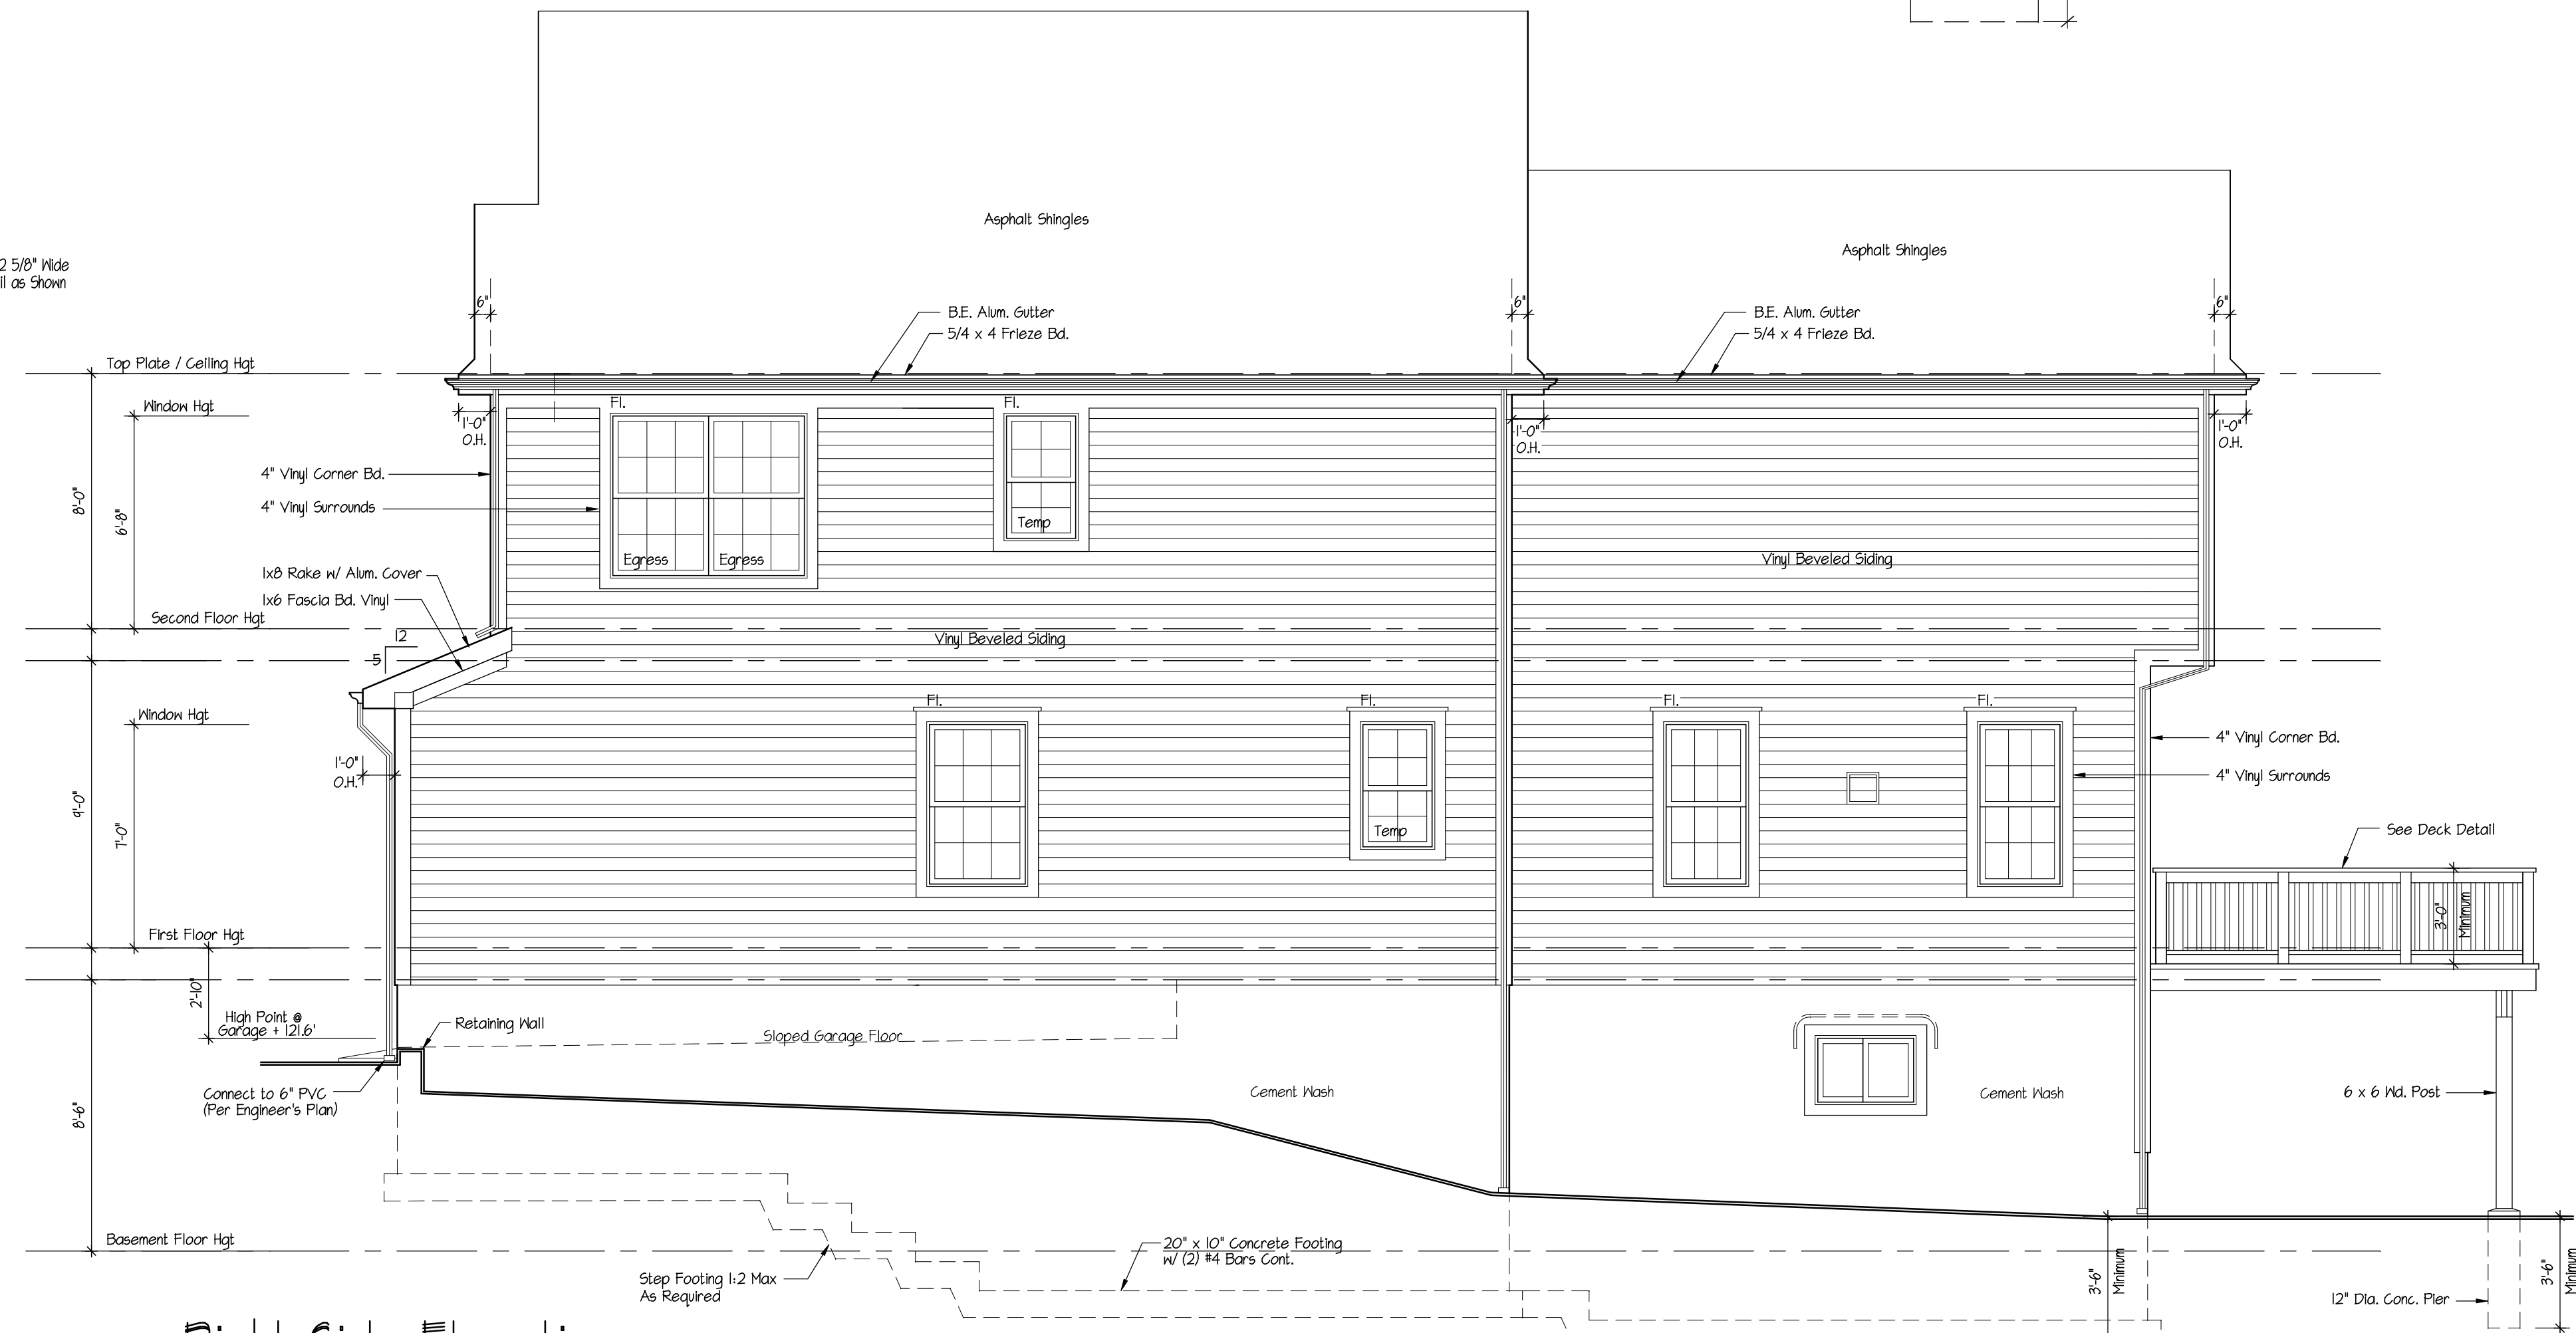 2 5/8" Wide
il as Shown
Asphalt Shingles
Asphalt Shingles
6"
6"
6"
B.E. Alum. Gutter
5/4 x 4 Frieze Bd.
B.E. Alum. Gutter
5/4 x 4 Frieze Bd.
Top Plate / Ceiling Hgt
Window Hgt
Fl.
Fl.
1'-0"
O.H.
1'-0"
O.H.
1'-0"
O.H.
4" Vinyl Corner Bd.
4" Vinyl Surrounds
8'-0"
6'-8"
Temp
Egress
Egress
Vinyl Beveled Siding
1x8 Rake w/ Alum. Cover
1x6 Fascia Bd. Vinyl
Second Floor Hgt
12
5
Vinyl Beveled Siding
Fl.
Fl.
Fl.
Fl.
Window Hgt
1'-0"
O.H.
4" Vinyl Corner Bd.
4" Vinyl Surrounds
9'-0"
7'-0"
Temp
See Deck Detail
3'-0"
Minimum
First Floor Hgt
2'-10"
High Point @
Garage + 121.6'
Retaining Wall
Sloped Garage Floor
Connect to 6" PVC
(Per Engineer's Plan)
Cement Wash
Cement Wash
6 x 6 Wd. Post
8'-6"
Basement Floor Hgt
20" x 10" Concrete Footing
w/ (2) #4 Bars Cont.
Step Footing 1:2 Max
As Required
3'-6"
Minimum
3'-6"
Minimum
12" Dia. Conc. Pier
Right Side Elevation